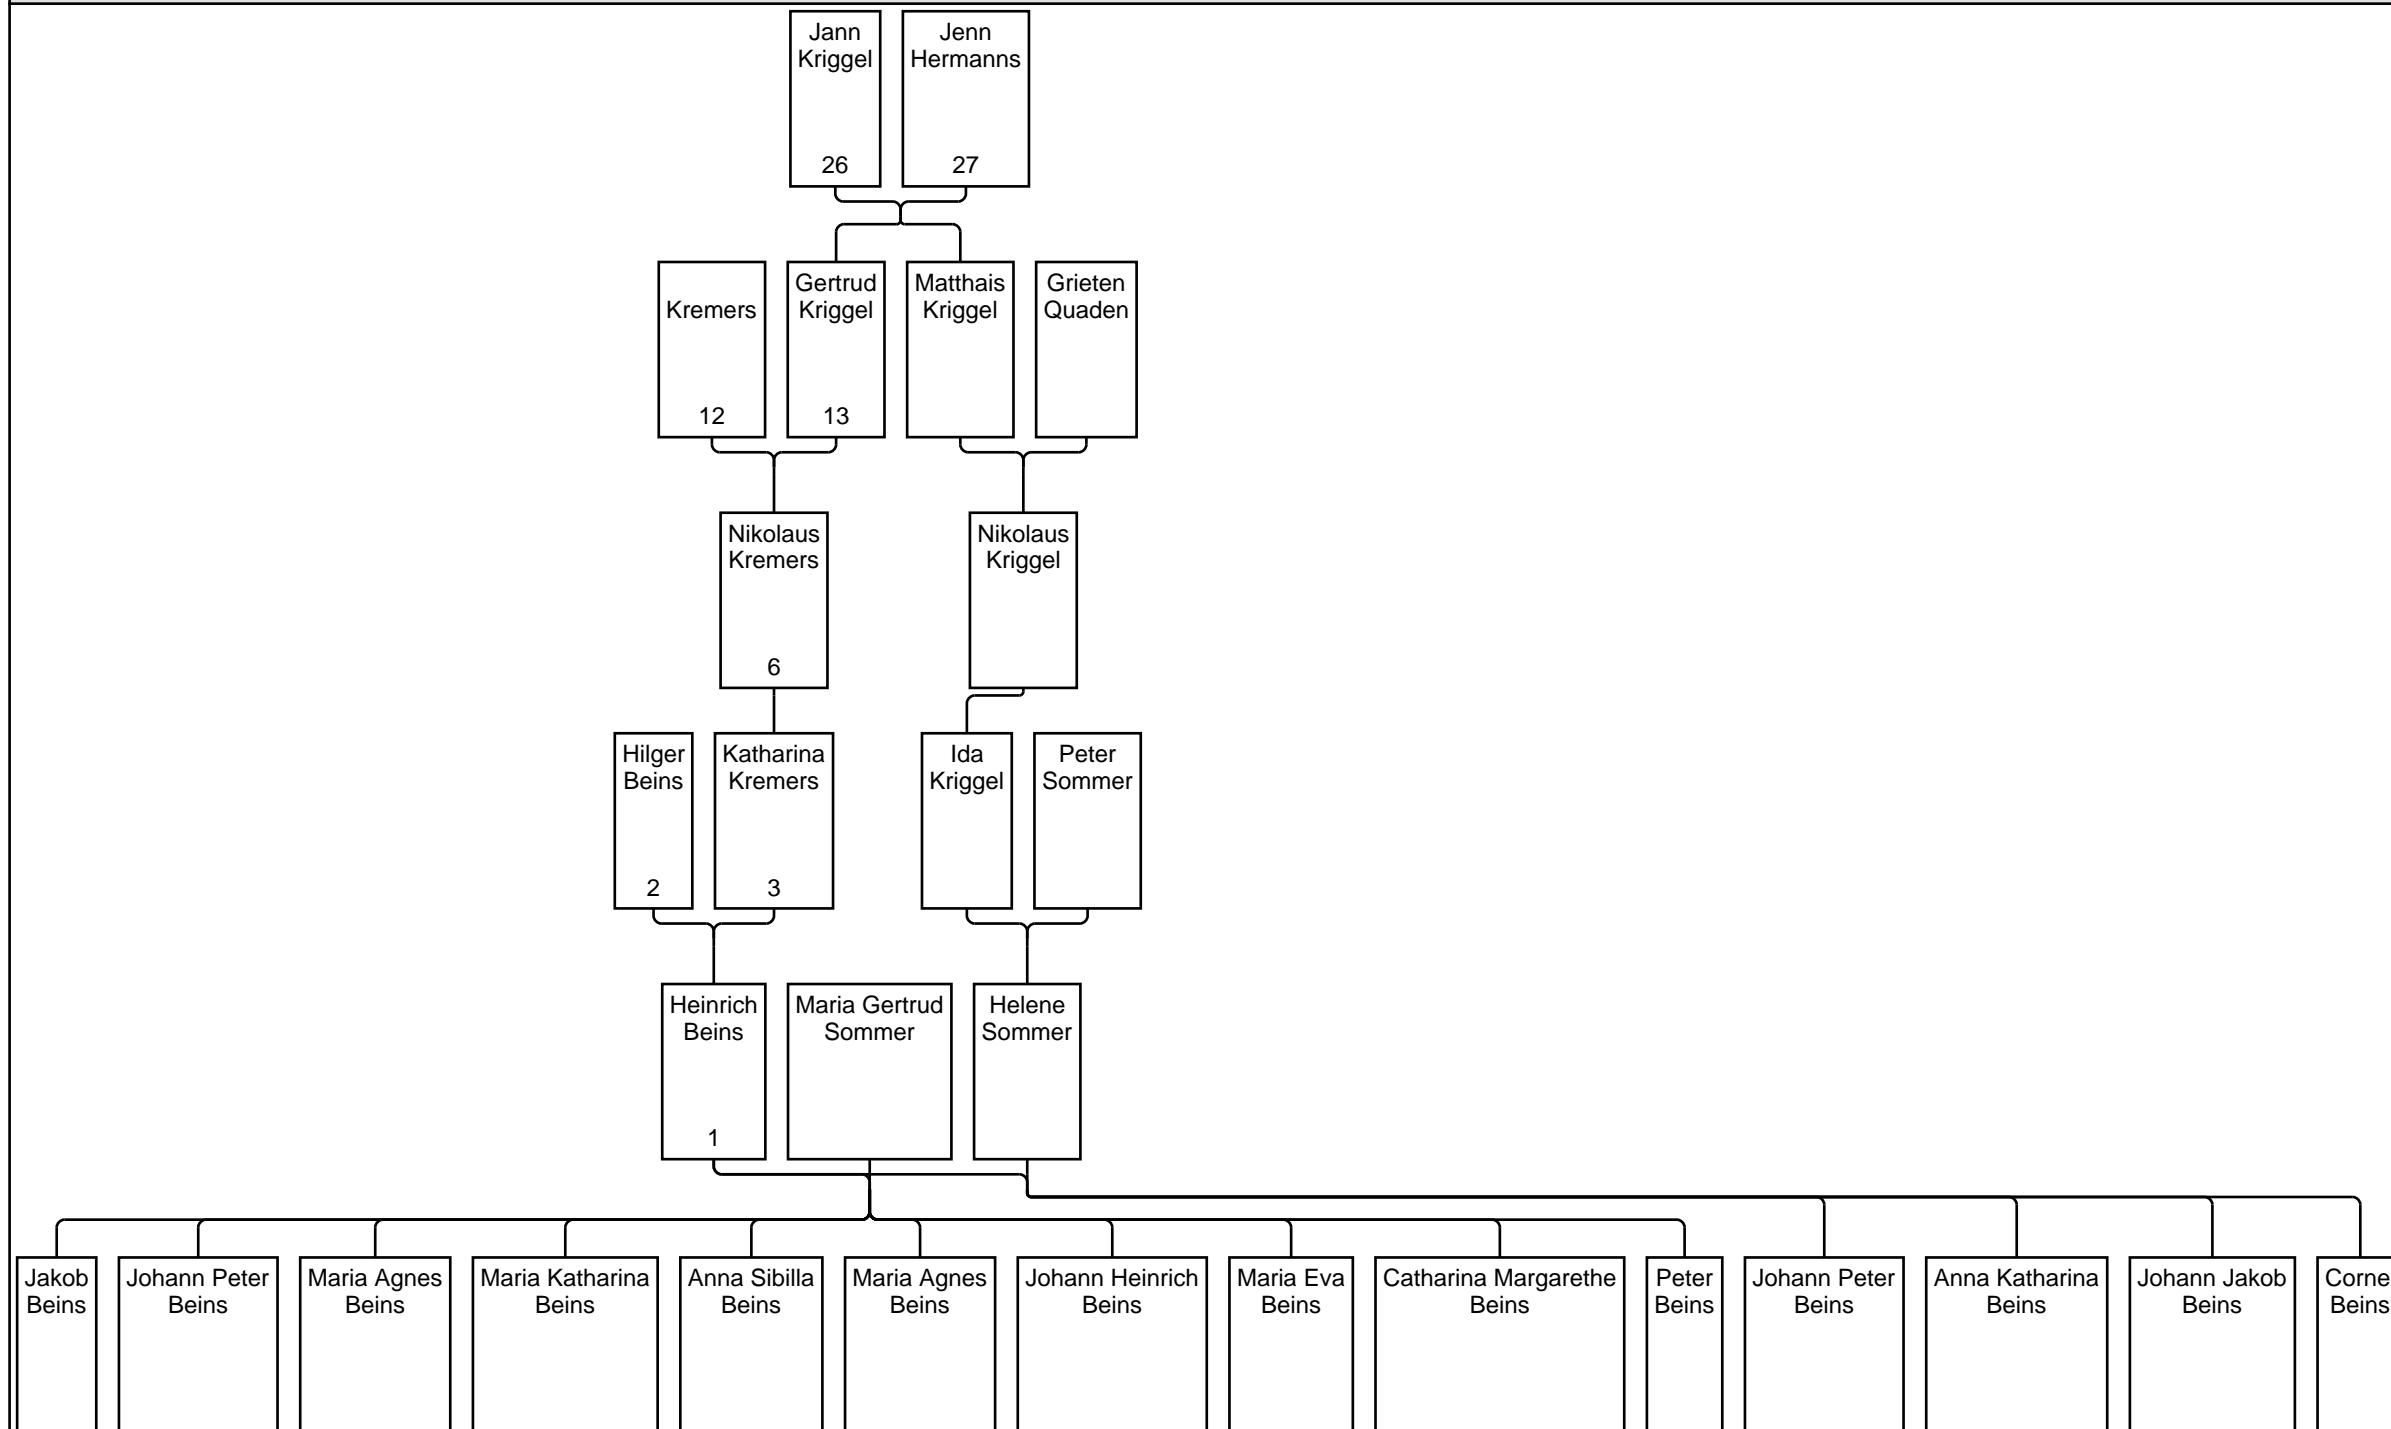 Jann
Kriggel
26
Jenn
Hermanns
27
Kremers
12
Gertrud
Kriggel
13
Matthais
Kriggel
Grieten
Quaden
Nikolaus
Kremers
6
Nikolaus
Kriggel
Hilger
Beins
2
Katharina
Kremers
3
Ida
Kriggel
Peter
Sommer
Heinrich
Beins
1
Maria Gertrud
Sommer
Helene
Sommer
Jakob
Beins
Johann Peter
Beins
Maria Agnes
Beins
Maria Katharina
Beins
Anna Sibilla
Beins
Maria Agnes
Beins
Johann Heinrich
Beins
Maria Eva
Beins
Catharina Margarethe
Beins
Peter
Beins
Johann Peter
Beins
Anna Katharina
Beins
Johann Jakob
Beins
Beins